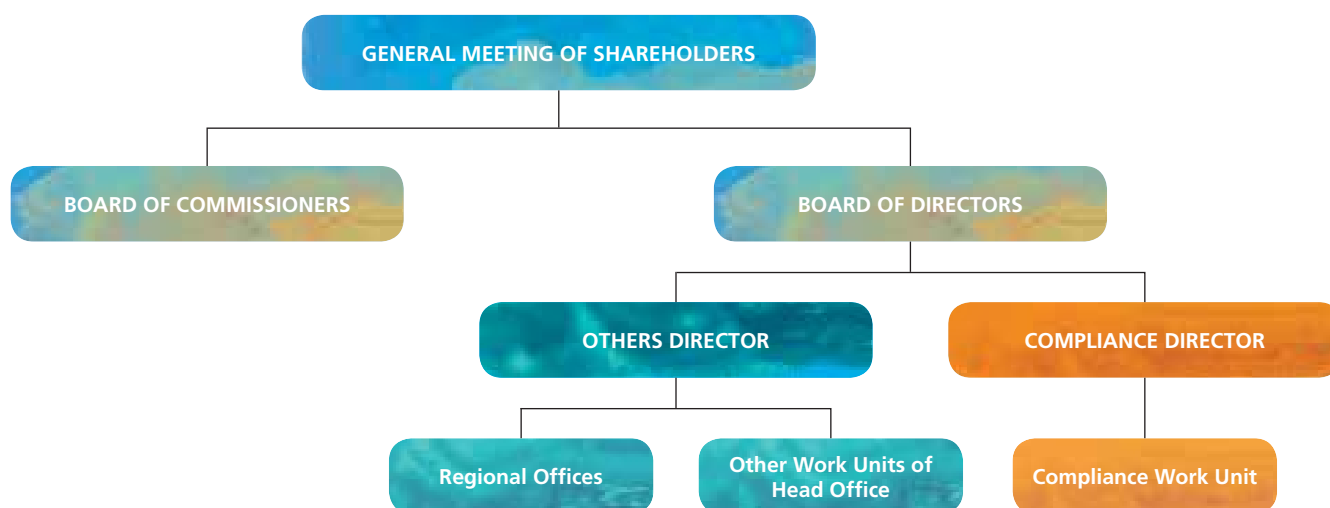 GENERAL MEETING OF SHAREHOLDERS
BOARD OF COMMISSIONERS
BOARD OF DIRECTORS
OTHERS DIRECTOR
COMPLIANCE DIRECTOR
Regional Offices
Other Work Units of
Head Office
Compliance Work Unit